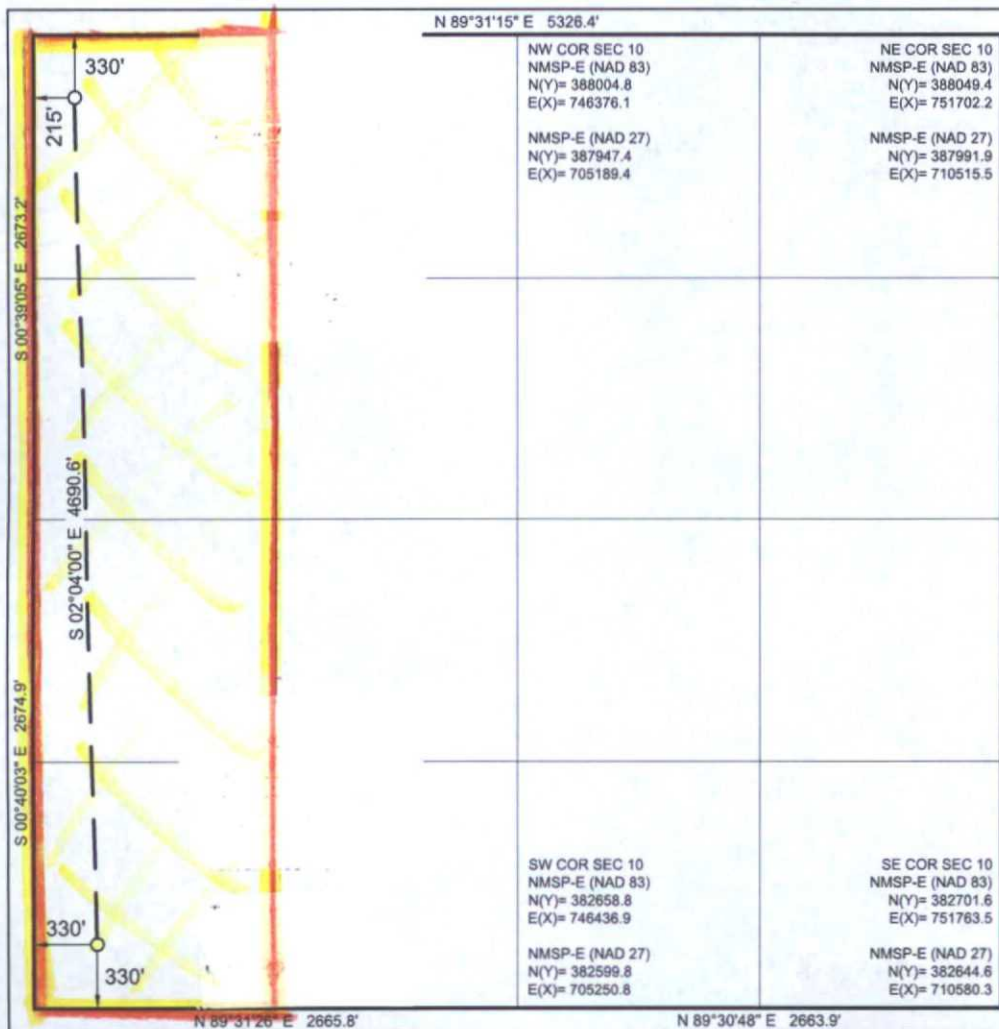 N 89°31'15" E 5326.4'
330'
215'
NW COR SEC 10
NMSP-E (NAD 83)
N(Y)= 388004.8
E(X)= 746376.1
NMSP-E (NAD 27)
N(Y)= 387947.4
E(X)= 705189.4
NE COR SEC 10
NMSP-E (NAD 83)
N(Y)= 388049.4
E(X)= 751702.2
NMSP-E (NAD 27)
N(Y)= 387991.9
E(X)= 710515.5
S 00°39'05" E 2673.2'
S 02°04'00" E 4690.6'
S 00°40'03" E 2674.9'
330'
330'
SW COR SEC 10
NMSP-E (NAD 83)
N(Y)= 382658.8
E(X)= 746436.9
NMSP-E (NAD 27)
N(Y)= 382599.8
E(X)= 705250.8
SE COR SEC 10
NMSP-E (NAD 83)
N(Y)= 382701.6
E(X)= 751763.5
NMSP-E (NAD 27)
N(Y)= 382644.6
E(X)= 710580.3
N 89°31'26" E 2665.8'
N 89°30'48" E 2663.9'